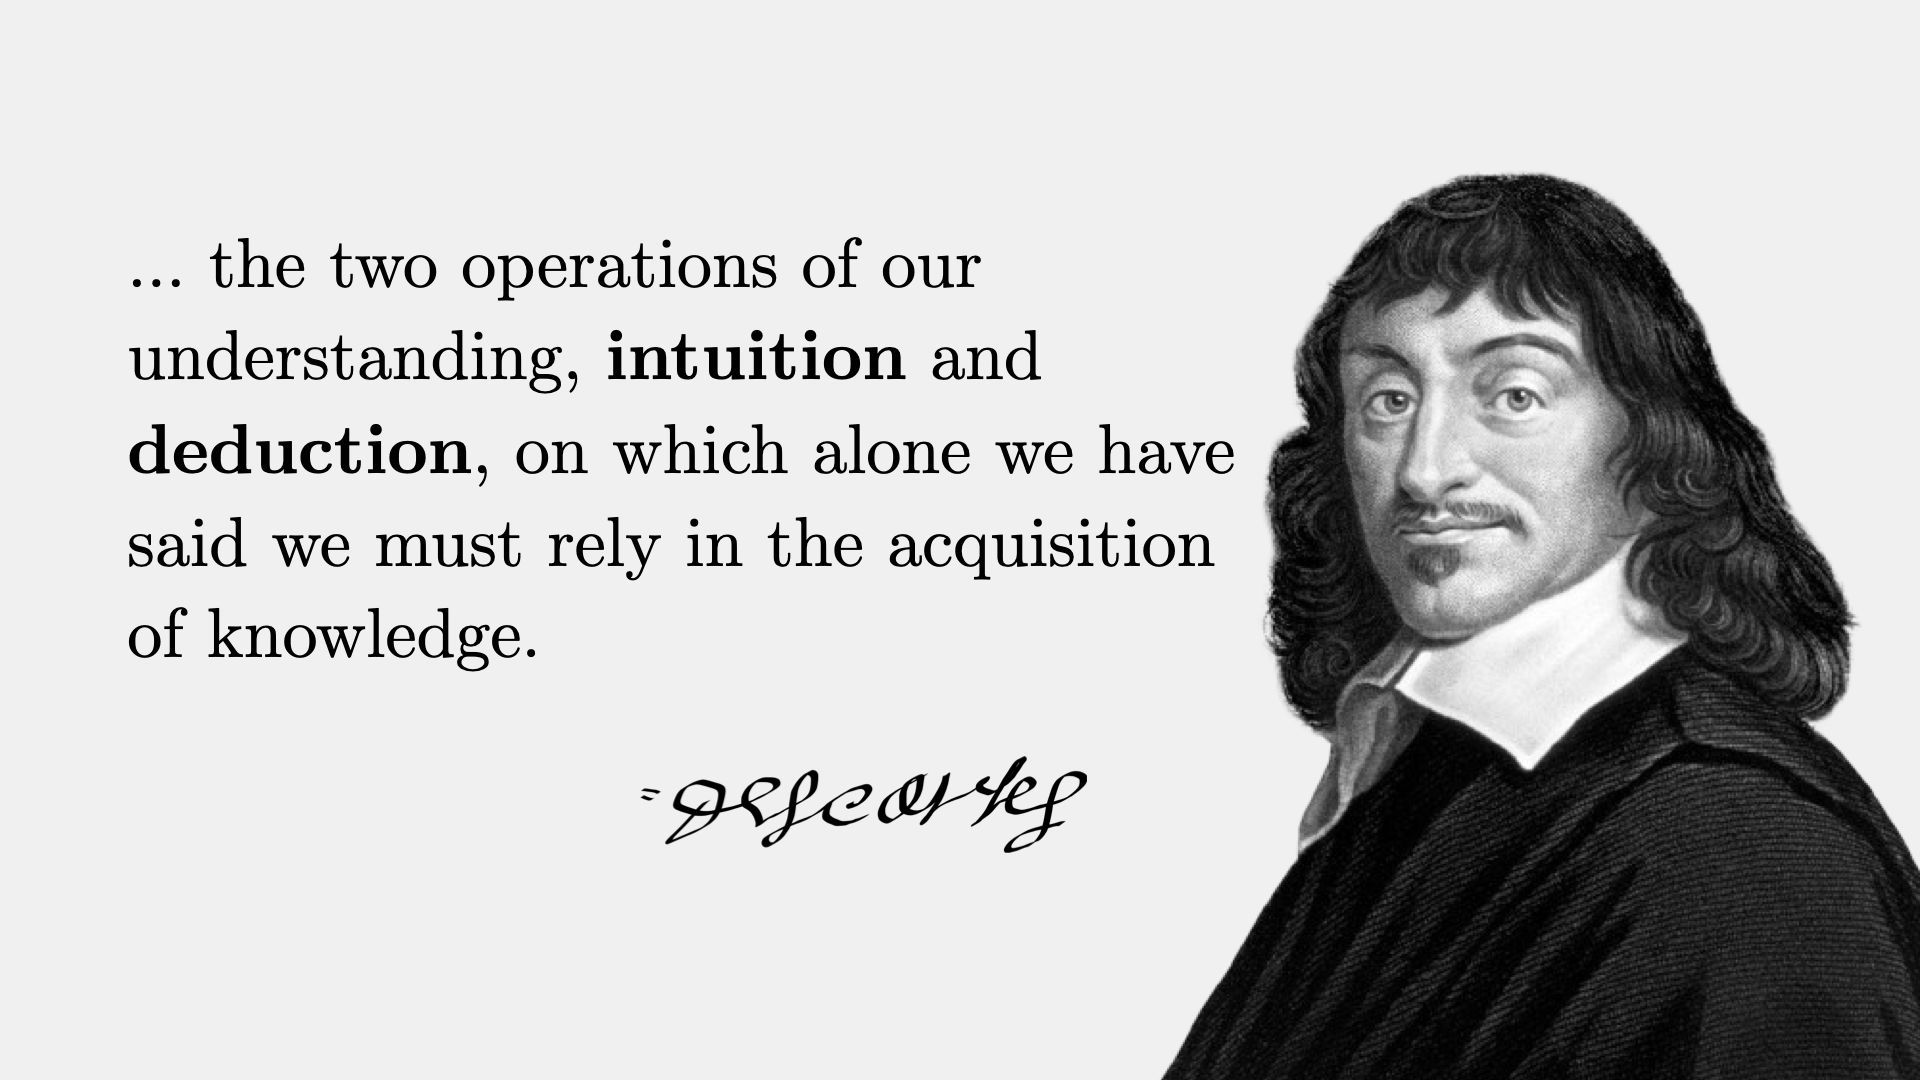 ... the two operations of our
understanding, intuition and
deduction, on which alone we have
said we must rely in the acquisition
of knowledge.
Descartes